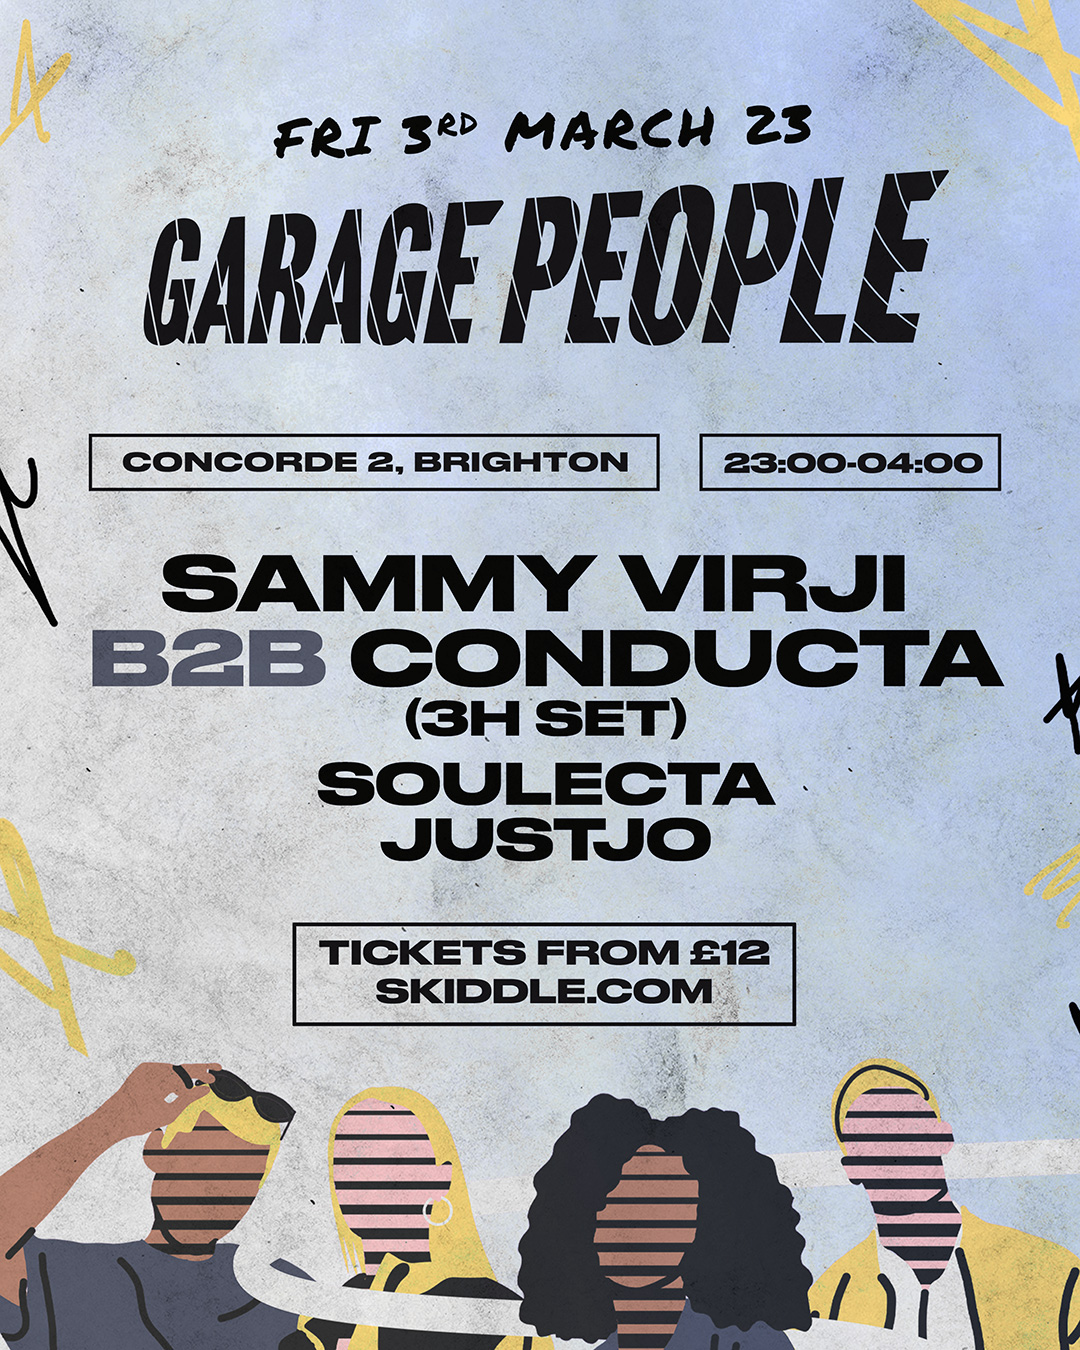 FRI 3RD MARCH 23
GARAGE PEOPLE
CONCORDE 2, BRIGHTON
23:00-04:00
SAMMY VIRJI
B2B CONDUCTA
(3H SET)
SOULECTA
JUSTJO
TICKETS FROM £12
SKIDDLE.COM